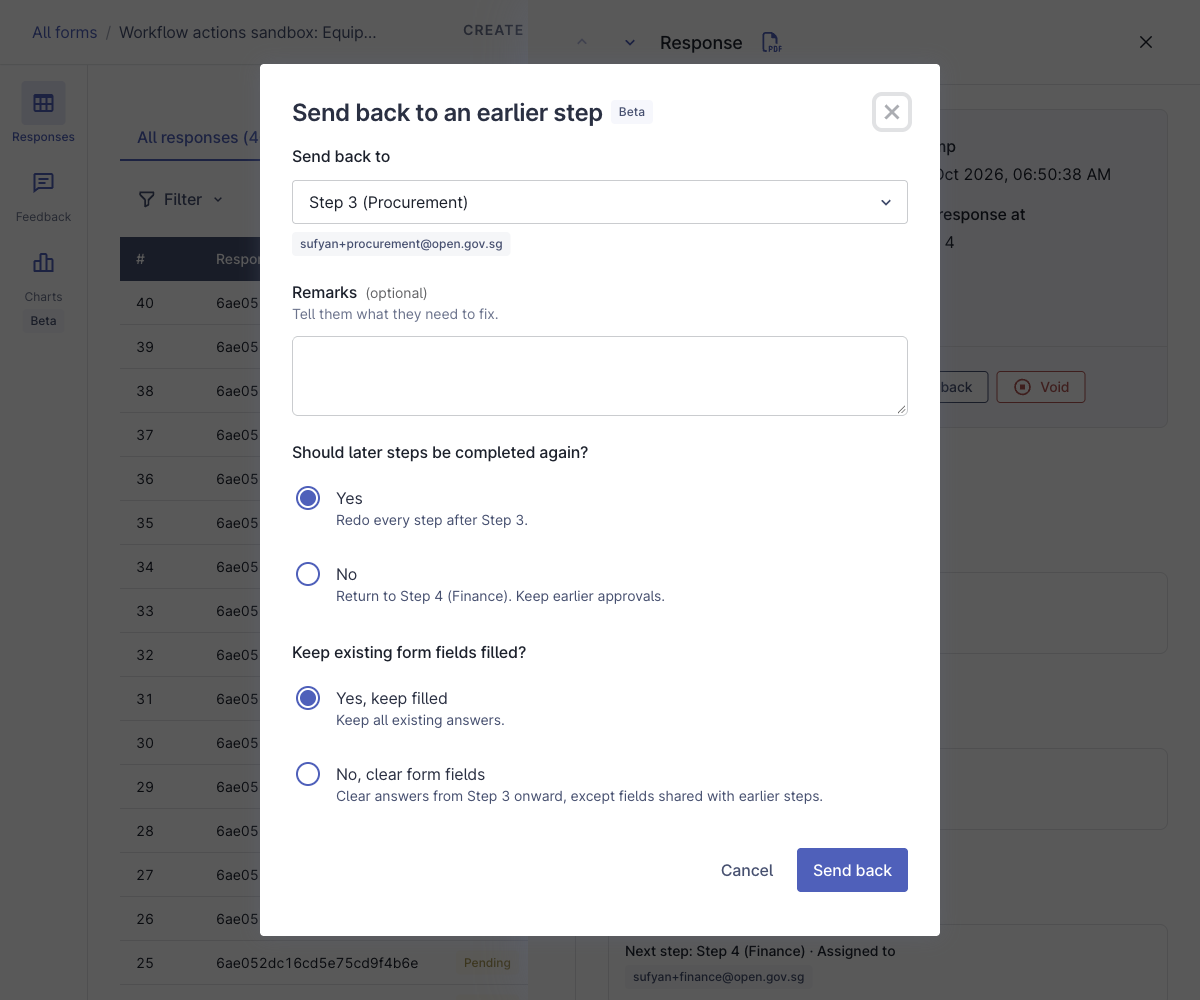 All forms / Workflow actions sandbox: Equip...
CREATE
Response
PDF
Responses
Feedback
Charts
Beta
All responses (4
Filter
# Respon
40 6ae05
39 6ae05
38 6ae05
37 6ae05
36 6ae05
35 6ae05
34 6ae05
33 6ae05
32 6ae05
31 6ae05
30 6ae05
29 6ae05
28 6ae05
27 6ae05
26 6ae05
25 6ae052dc16cd5e75cd9f4b6e Pending
Send back to an earlier step Beta
Send back to
Step 3 (Procurement)
sufyan+procurement@open.gov.sg
Remarks (optional)
Tell them what they need to fix.
Should later steps be completed again?
Yes
Redo every step after Step 3.
No
Return to Step 4 (Finance). Keep earlier approvals.
Keep existing form fields filled?
Yes, keep filled
Keep all existing answers.
No, clear form fields
Clear answers from Step 3 onward, except fields shared with earlier steps.
Cancel
Send back
mp
Oct 2026, 06:50:38 AM
response at
4
back
Void
Next step: Step 4 (Finance) · Assigned to
sufyan+finance@open.gov.sg